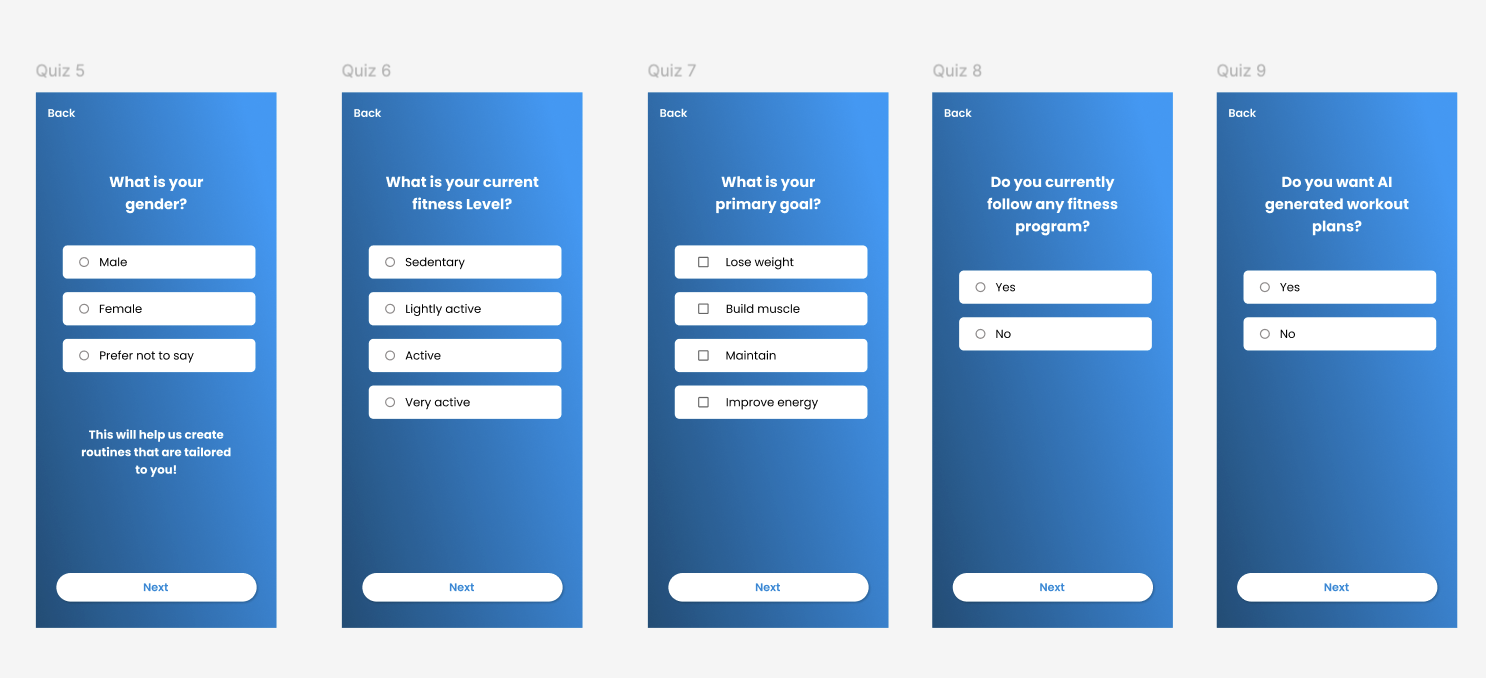 Quiz 5
Back
What is your
gender?
Male
Female
Prefer not to say
This will help us create
routines that are tailored
to you!
Next
Quiz 6
Back
What is your current
fitness Level?
Sedentary
Lightly active
Active
Very active
Next
Quiz 7
Back
What is your
primary goal?
Lose weight
Build muscle
Maintain
Improve energy
Next
Quiz 8
Back
Do you currently
follow any fitness
program?
Yes
No
Next
Quiz 9
Back
Do you want AI
generated workout
plans?
Yes
No
Next